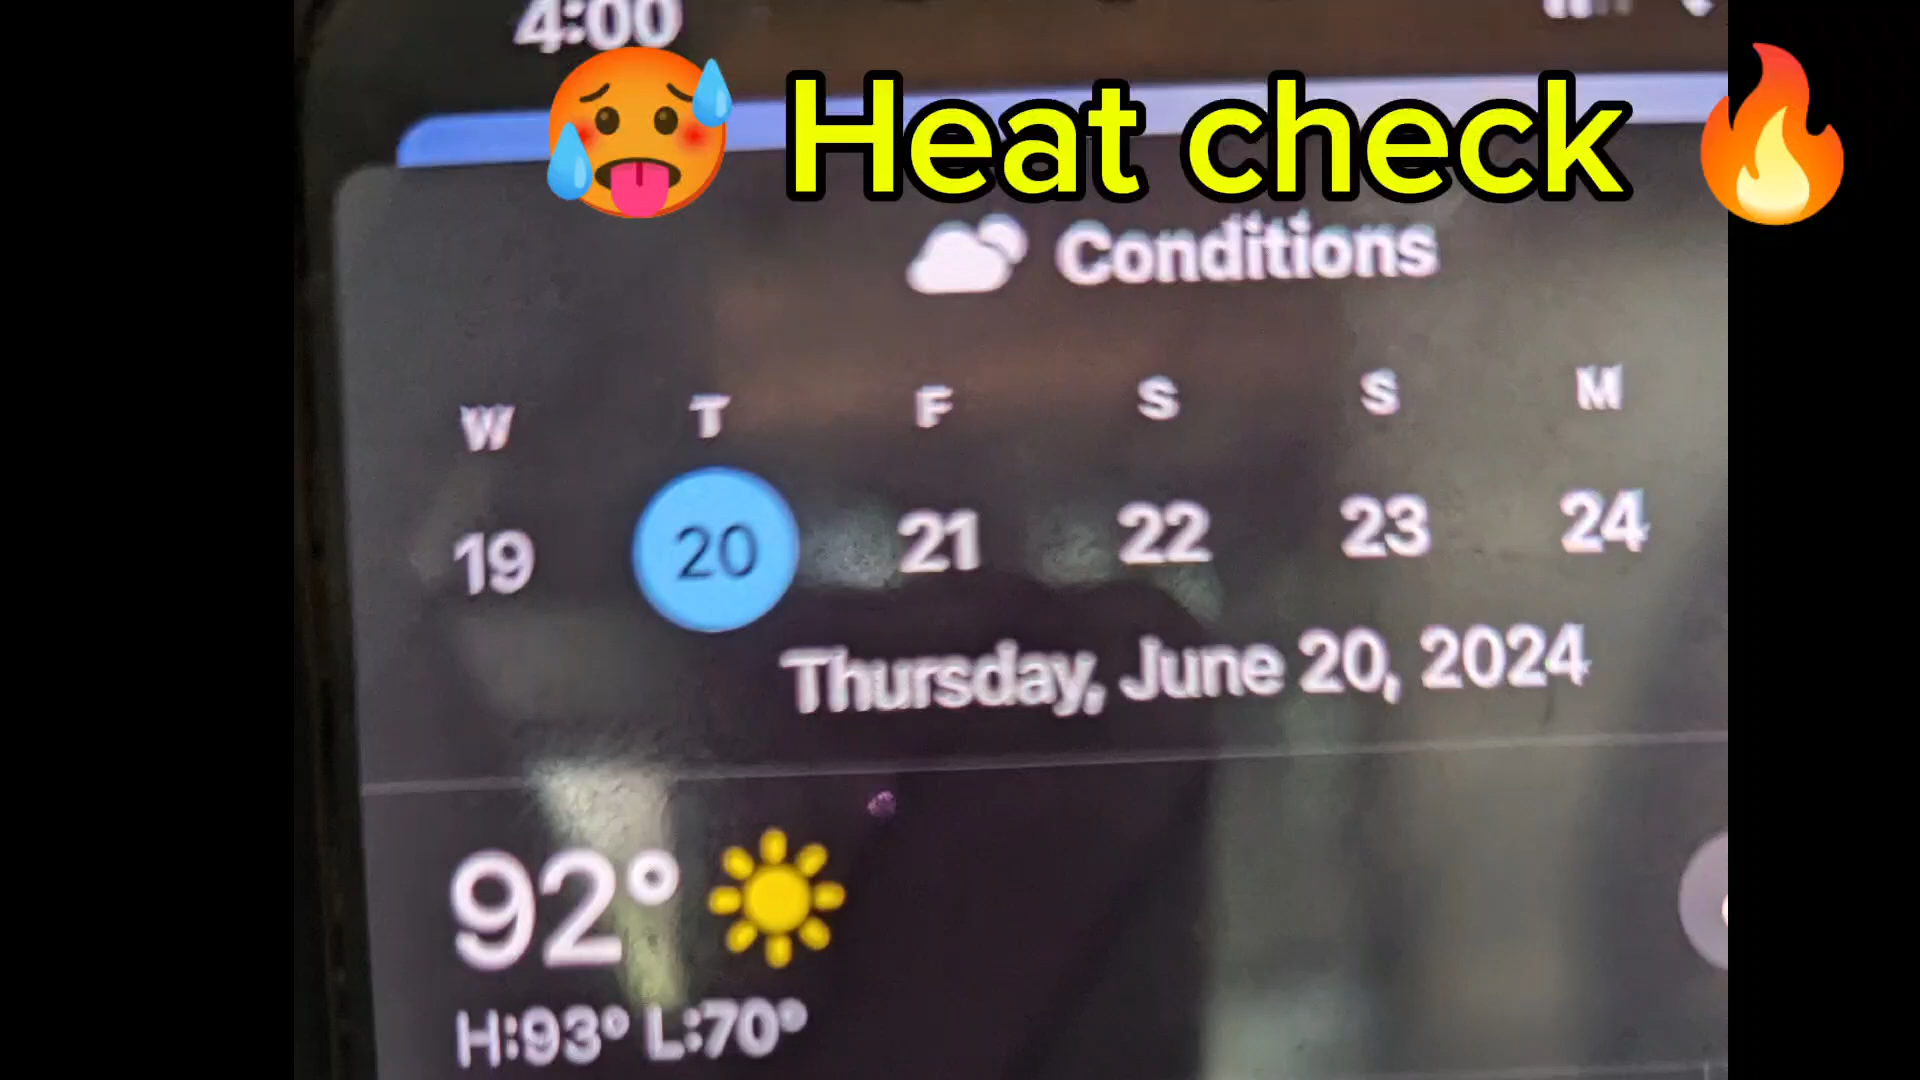 4:00
🥵 Heat check 🔥
Conditions
W T F S S M
19 20 21 22 23 24
Thursday, June 20, 2024
92°
H:93° L:70°